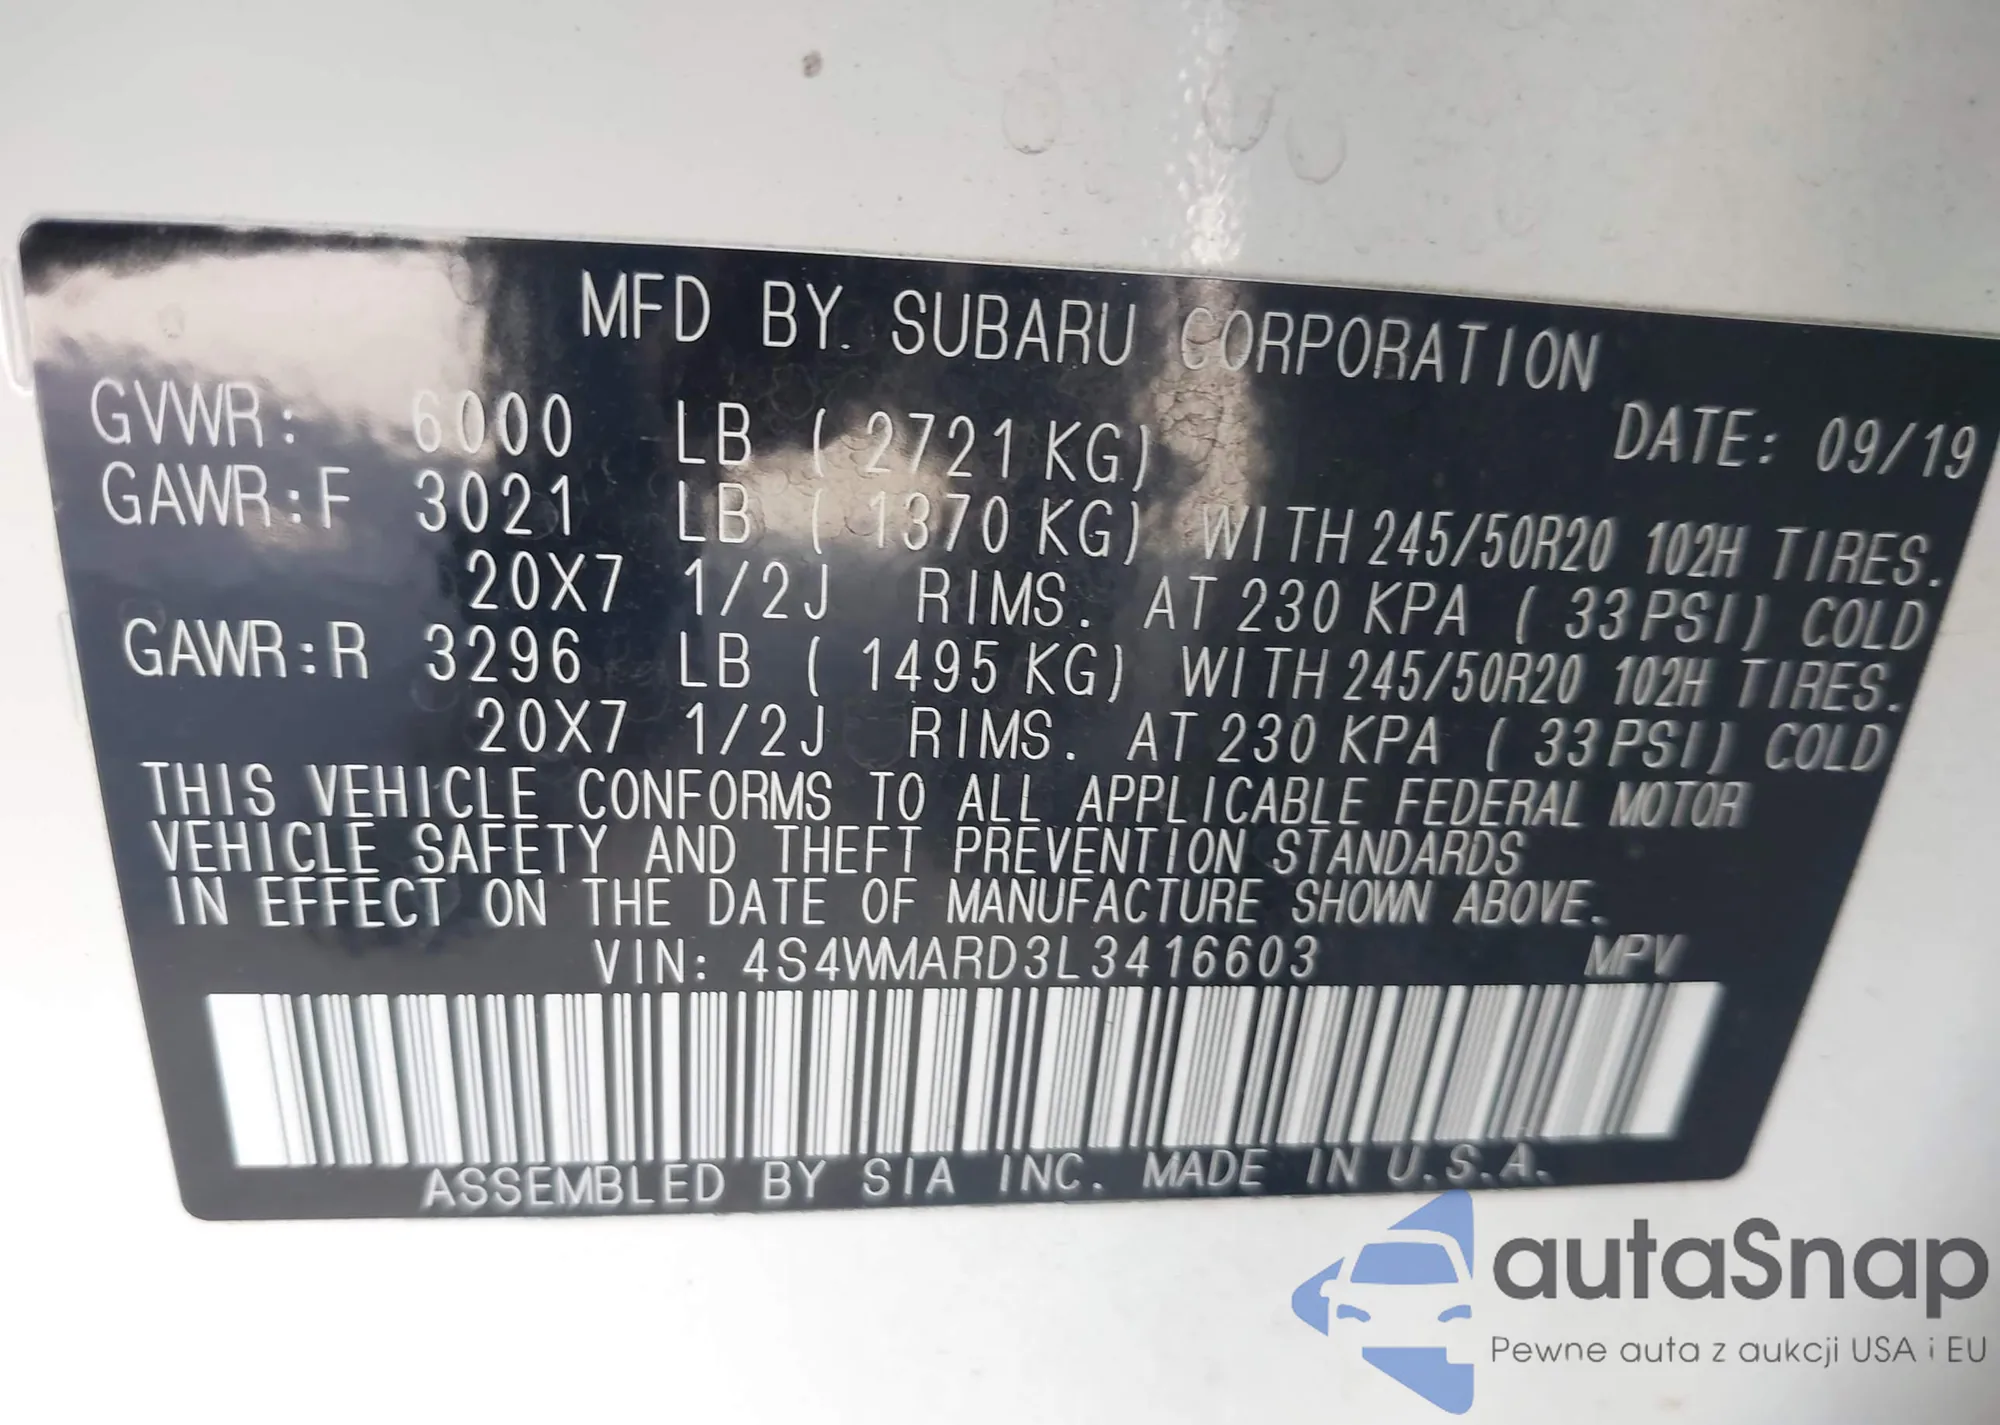 MFD BY. SUBARU CORPORATION
GVWR: 6000 LB ( 2721 KG) DATE: 09/19
GAWR:F 3021 LB ( 1370 KG) WITH 245/50R20 102H TIRES.
20X7 1/2J RIMS. AT 230 KPA ( 33PSI) COLD
GAWR:R 3296 LB ( 1495 KG) WITH 245/50R20 102H TIRES.
20X7 1/2J RIMS. AT 230 KPA ( 33PSI) COLD
THIS VEHICLE CONFORMS TO ALL APPLICABLE FEDERAL MOTOR
VEHICLE SAFETY AND THEFT PREVENTION STANDARDS
IN EFFECT ON THE DATE OF MANUFACTURE SHOWN ABOVE.
VIN: 4S4WMARD3L3416603 MPV
ASSEMBLED BY SIA INC. MADE IN U.S.A.
autaSnap
Pewne auta z aukcji USA i EU